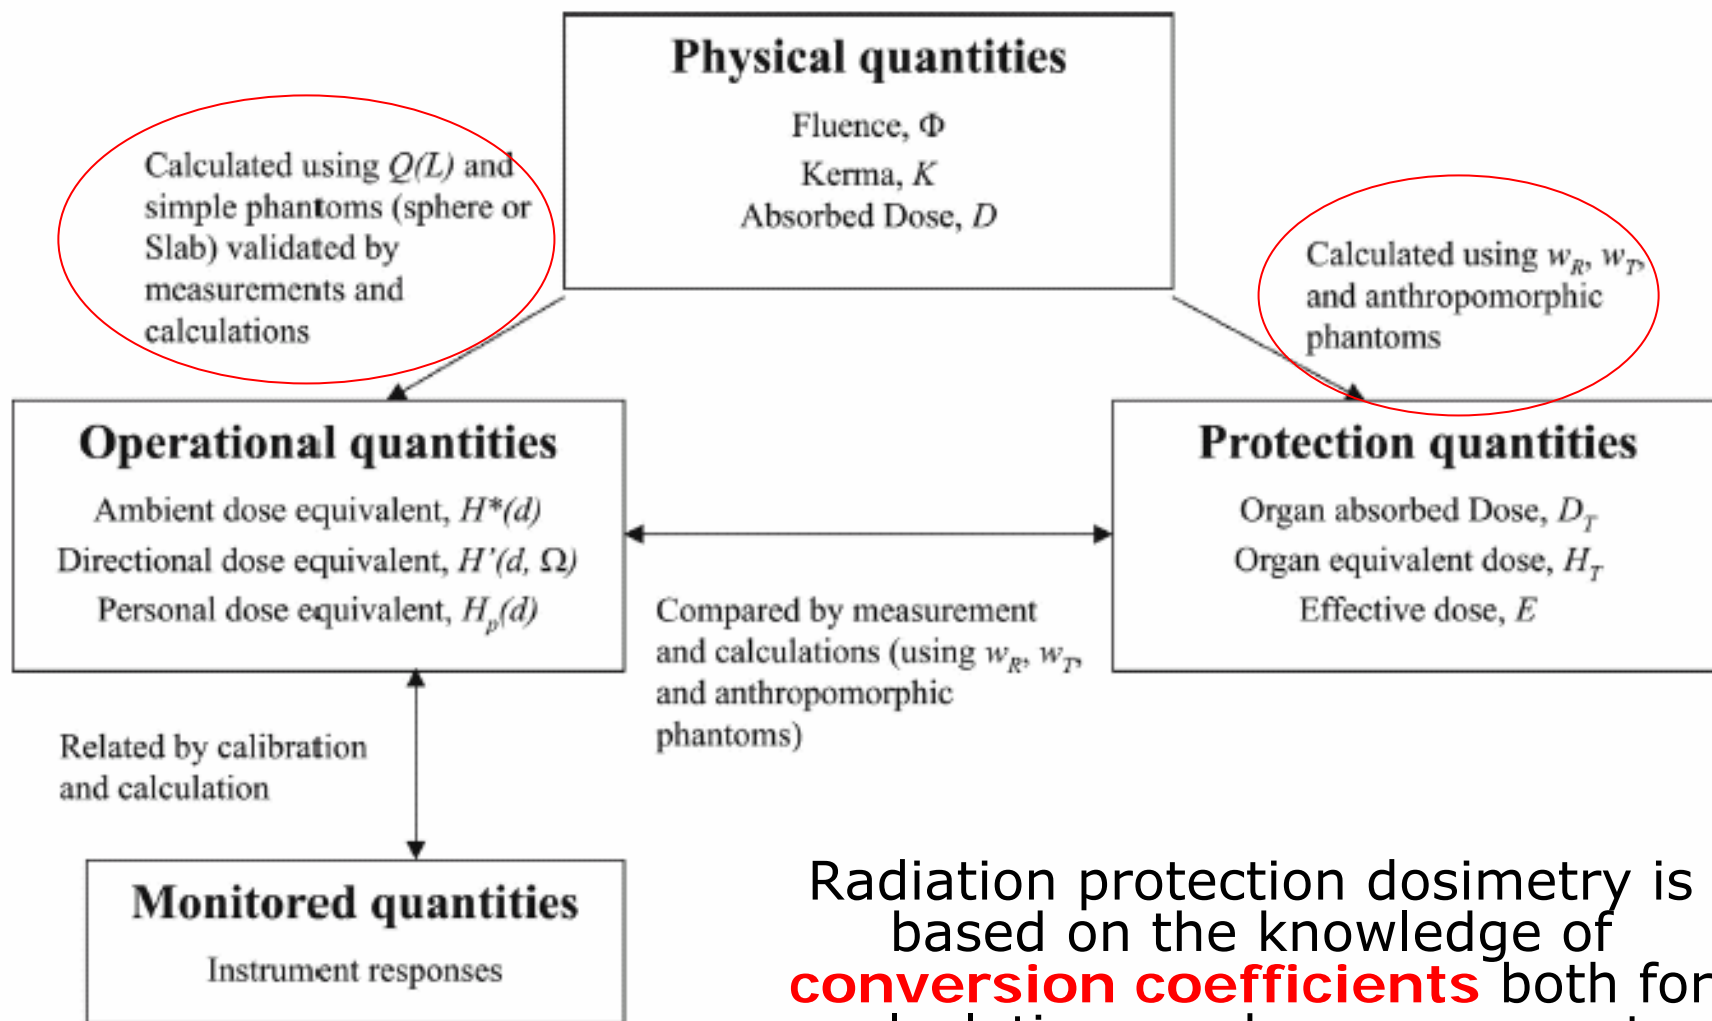 Physical quantities
Fluence, Φ
Kerma, K
Absorbed Dose, D
Calculated using Q(L) and
simple phantoms (sphere or
Slab) validated by
measurements and
calculations
Calculated using w_R, w_T,
and anthropomorphic
phantoms
Operational quantities
Ambient dose equivalent, H*(d)
Directional dose equivalent, H'(d, Ω)
Personal dose equivalent, H_p(d)
Protection quantities
Organ absorbed Dose, D_T
Organ equivalent dose, H_T
Effective dose, E
Compared by measurement
and calculations (using w_R, w_T,
and anthropomorphic
phantoms)
Related by calibration
and calculation
Monitored quantities
Instrument responses
Radiation protection dosimetry is
based on the knowledge of
conversion coefficients both for